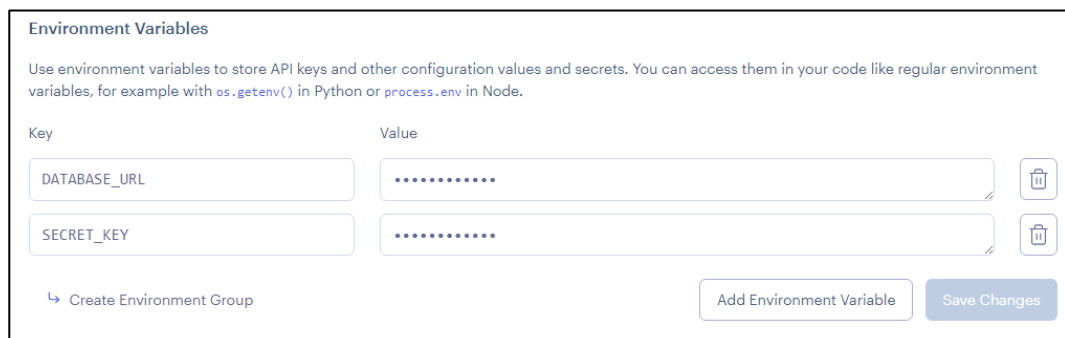 Environment Variables
Use environment variables to store API keys and other configuration values and secrets. You can access them in your code like regular environment
variables, for example with os.getenv() in Python or process.env in Node.
Key Value
DATABASE_URL ••••••••••••
SECRET_KEY ••••••••••••
Create Environment Group Add Environment Variable Save Changes